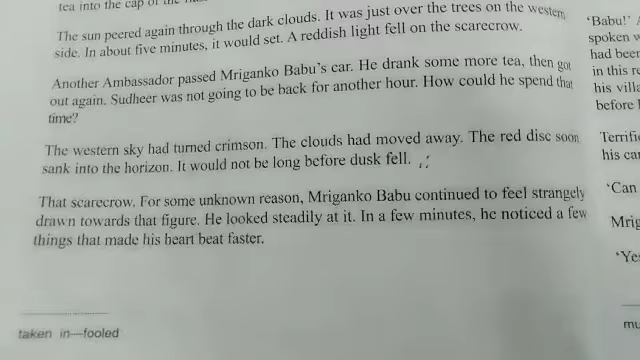 tea into the cap of the
The sun peered again through the dark clouds. It was just over the trees on the western
side. In about five minutes, it would set. A reddish light fell on the scarecrow.
Another Ambassador passed Mriganko Babu's car. He drank some more tea, then got
out again. Sudheer was not going to be back for another hour. How could he spend that
time?
The western sky had turned crimson. The clouds had moved away. The red disc soon
sank into the horizon. It would not be long before dusk fell.
That scarecrow. For some unknown reason, Mriganko Babu continued to feel strangely
drawn towards that figure. He looked steadily at it. In a few minutes, he noticed a few
things that made his heart beat faster.
taken in—fooled
'Babu!'
spoken
had been
in this
his villa
before
Terrifi
his ca
'Can
Mrig
'Yes
mu